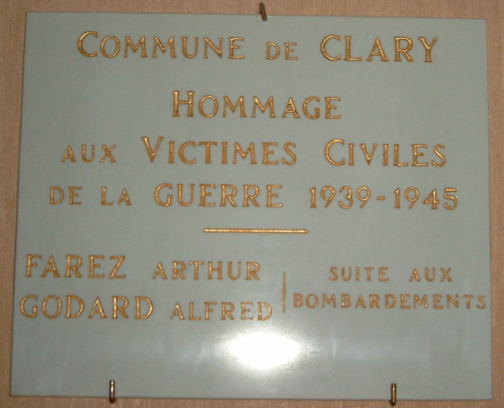 COMMUNE DE CLARY
HOMMAGE
AUX VICTIMES CIVILES
DE LA GUERRE 1939-1945
FAREZ ARTHUR
GODARD ALFRED
SUITE AUX
BOMBARDEMENTS